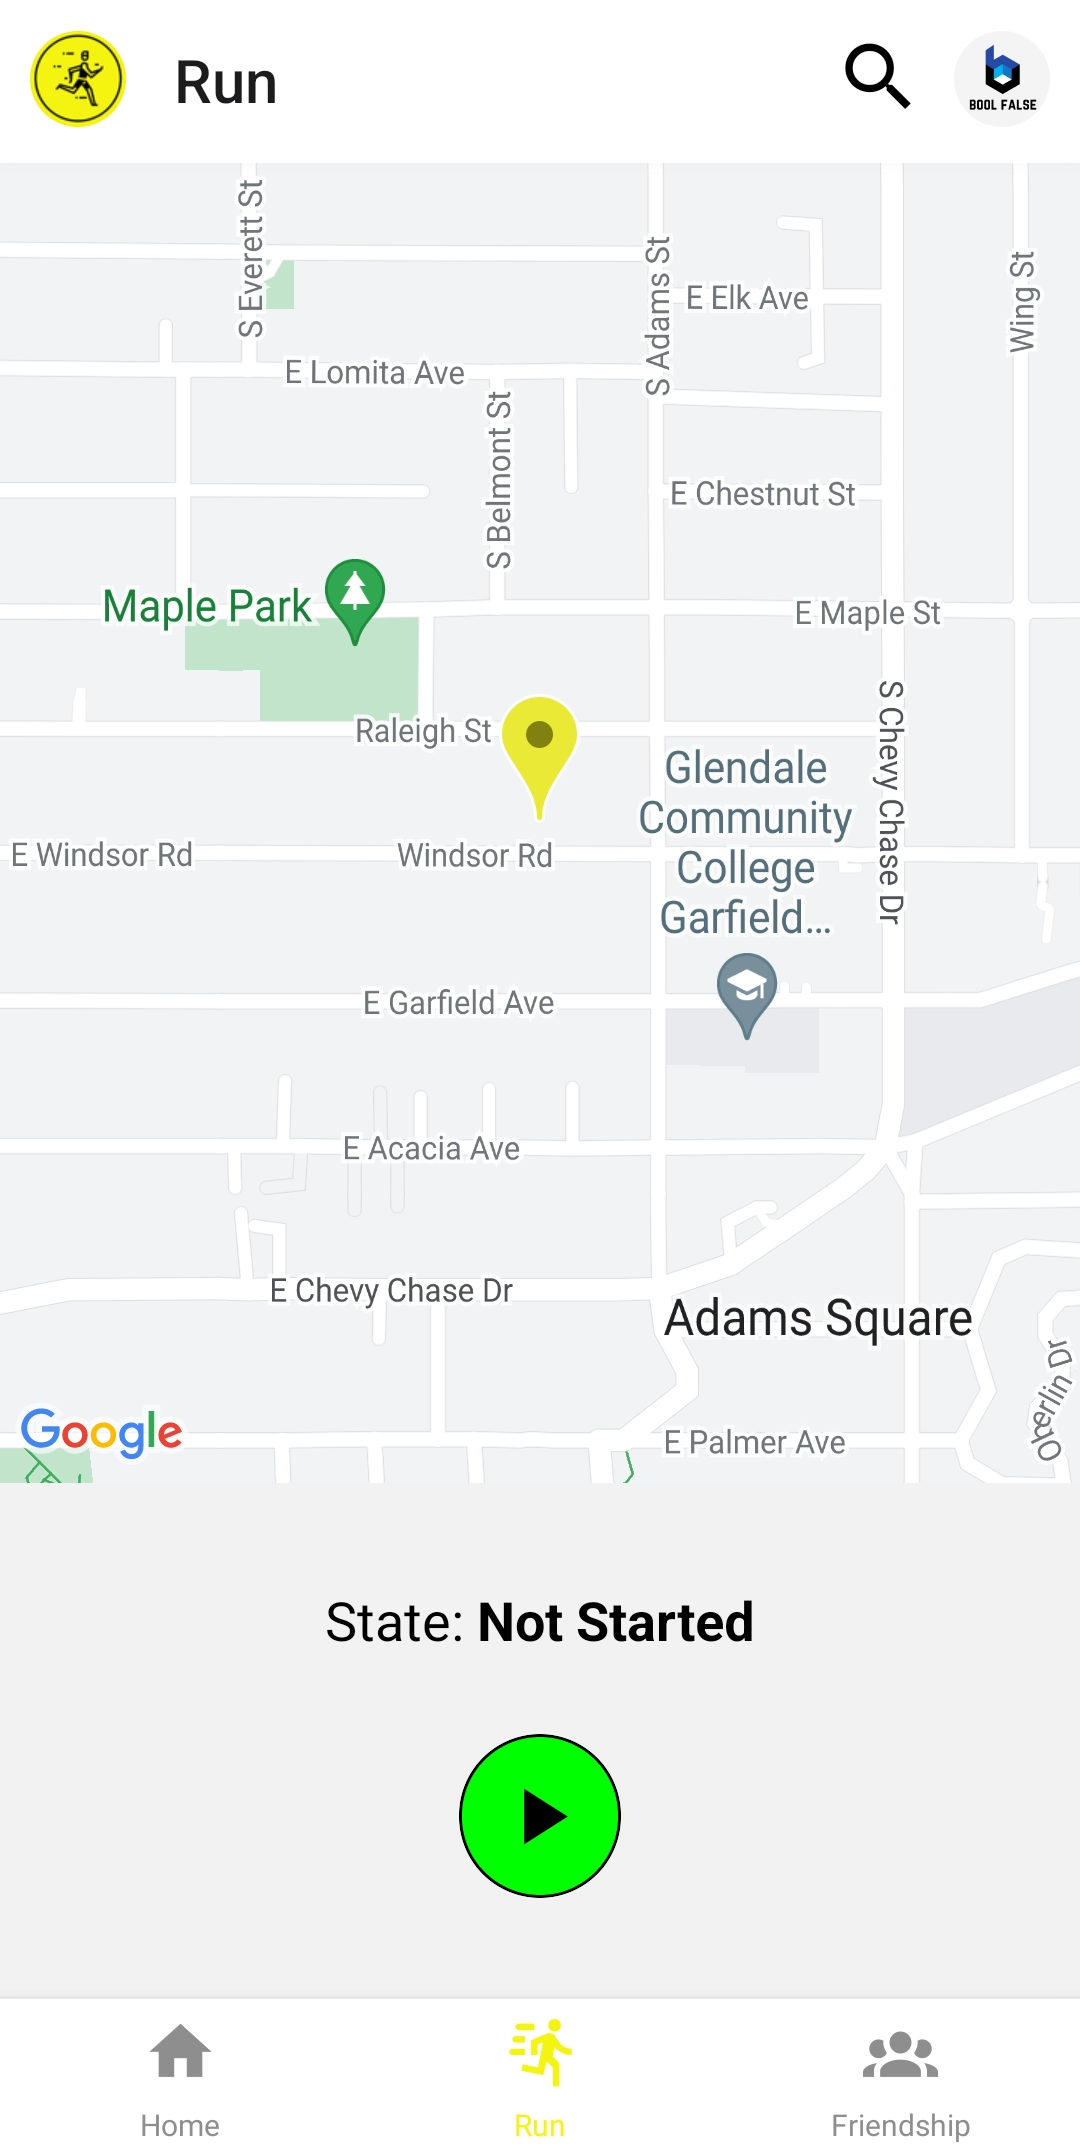 Run
BOOL FALSE
S Everett St
S Adams St
E Elk Ave
Wing St
E Lomita Ave
S Belmont St
E Chestnut St
Maple Park
E Maple St
S Chevy Chase Dr
Raleigh St
Glendale
Community
College
Garfield...
E Windsor Rd
Windsor Rd
E Garfield Ave
E Acacia Ave
E Chevy Chase Dr
Adams Square
Oberlin Dr
Google
E Palmer Ave
State: Not Started
Home
Run
Friendship